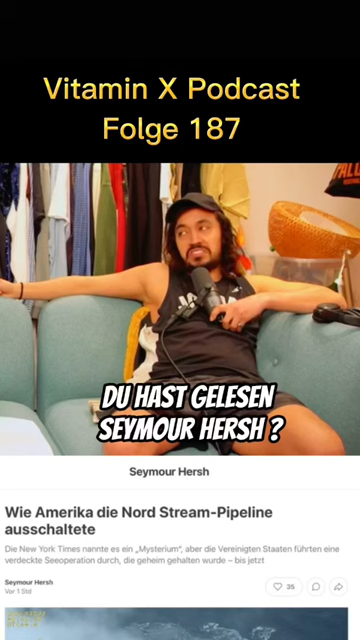 Vitamin X Podcast
Folge 187
DU HAST GELESEN
SEYMOUR HERSH ?
Seymour Hersh
Wie Amerika die Nord Stream-Pipeline
ausschaltete
Die New York Times nannte es ein „Mysterium“, aber die Vereinigten Staaten führten eine
verdeckte Seeoperation durch, die geheim gehalten wurde – bis jetzt
Seymour Hersh
Vor 1 Std
35